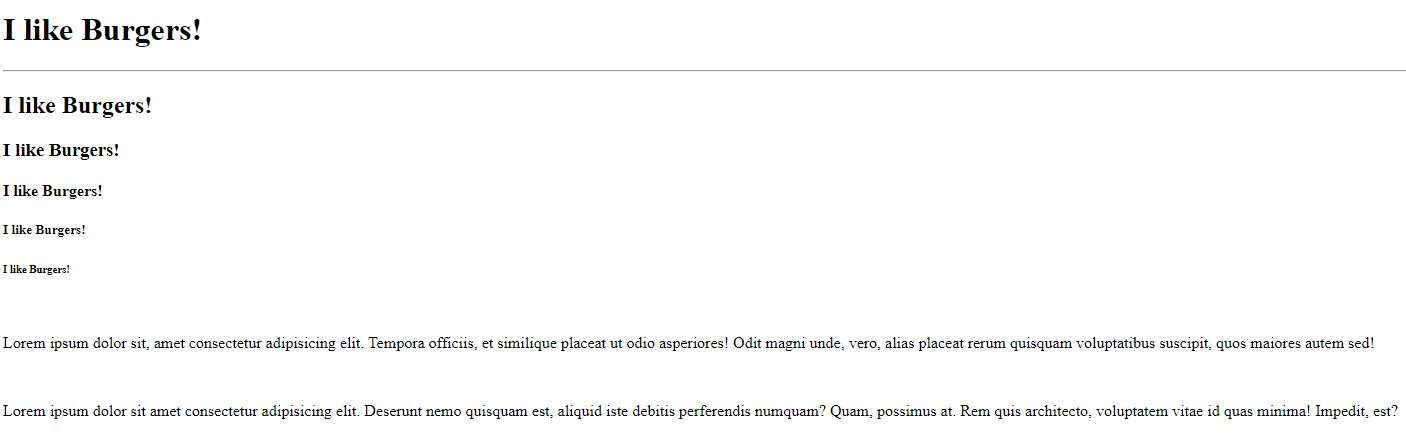 I like Burgers!
I like Burgers!
I like Burgers!
I like Burgers!
I like Burgers!
I like Burgers!
Lorem ipsum dolor sit, amet consectetur adipisicing elit. Tempora officiis, et similique placeat ut odio asperiores! Odit magni unde, vero, alias placeat rerum quisquam voluptatibus suscipit, quos maiores autem sed!
Lorem ipsum dolor sit amet consectetur adipisicing elit. Deserunt nemo quisquam est, aliquid iste debitis perferendis numquam? Quam, possimus at. Rem quis architecto, voluptatem vitae id quas minima! Impedit, est?